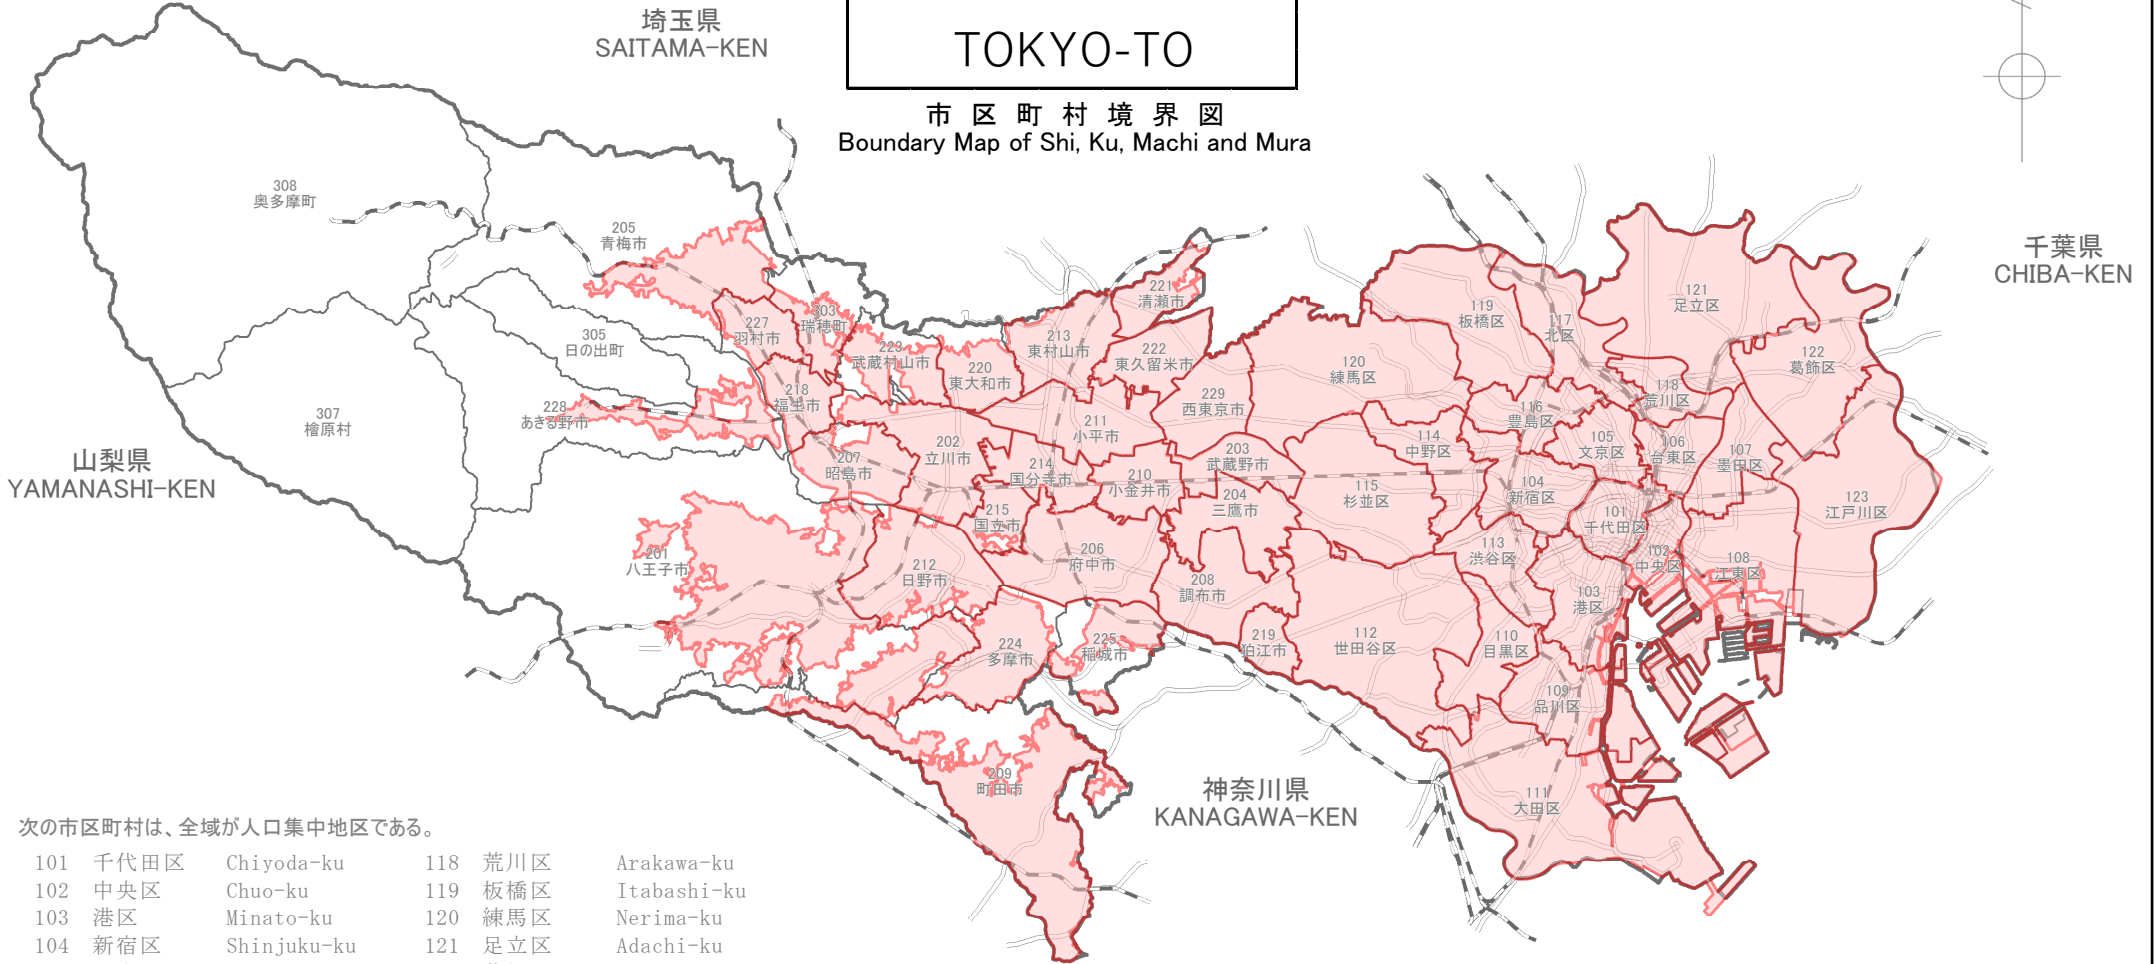 埼玉県
SAITAMA-KEN
TOKYO-TO
市区町村境界図
Boundary Map of Shi, Ku, Machi and Mura
千葉県
CHIBA-KEN
山梨県
YAMANASHI-KEN
神奈川県
KANAGAWA-KEN
308
奥多摩町
205
青梅市
305
日の出町
307
檜原村
228
あきる野市
227
羽村市
303
瑞穂町
218
福生市
223
武蔵村山市
220
東大和市
213
東村山市
221
清瀬市
222
東久留米市
229
西東京市
211
小平市
202
立川市
207
昭島市
214
国分寺市
210
小金井市
203
武蔵野市
204
三鷹市
215
国立市
206
府中市
201
八王子市
212
日野市
208
調布市
219
狛江市
224
多摩市
225
稲城市
209
町田市
120
練馬区
119
板橋区
117
北区
121
足立区
122
葛飾区
118
荒川区
116
豊島区
114
中野区
105
文京区
106
台東区
107
墨田区
115
杉並区
104
新宿区
101
千代田区
123
江戸川区
113
渋谷区
102
中央区
108
江東区
103
港区
112
世田谷区
110
目黒区
109
品川区
111
大田区
次の市区町村は、全域が人口集中地区である。
101 千代田区 Chiyoda-ku 118 荒川区 Arakawa-ku
102 中央区 Chuo-ku 119 板橋区 Itabashi-ku
103 港区 Minato-ku 120 練馬区 Nerima-ku
104 新宿区 Shinjuku-ku 121 足立区 Adachi-ku